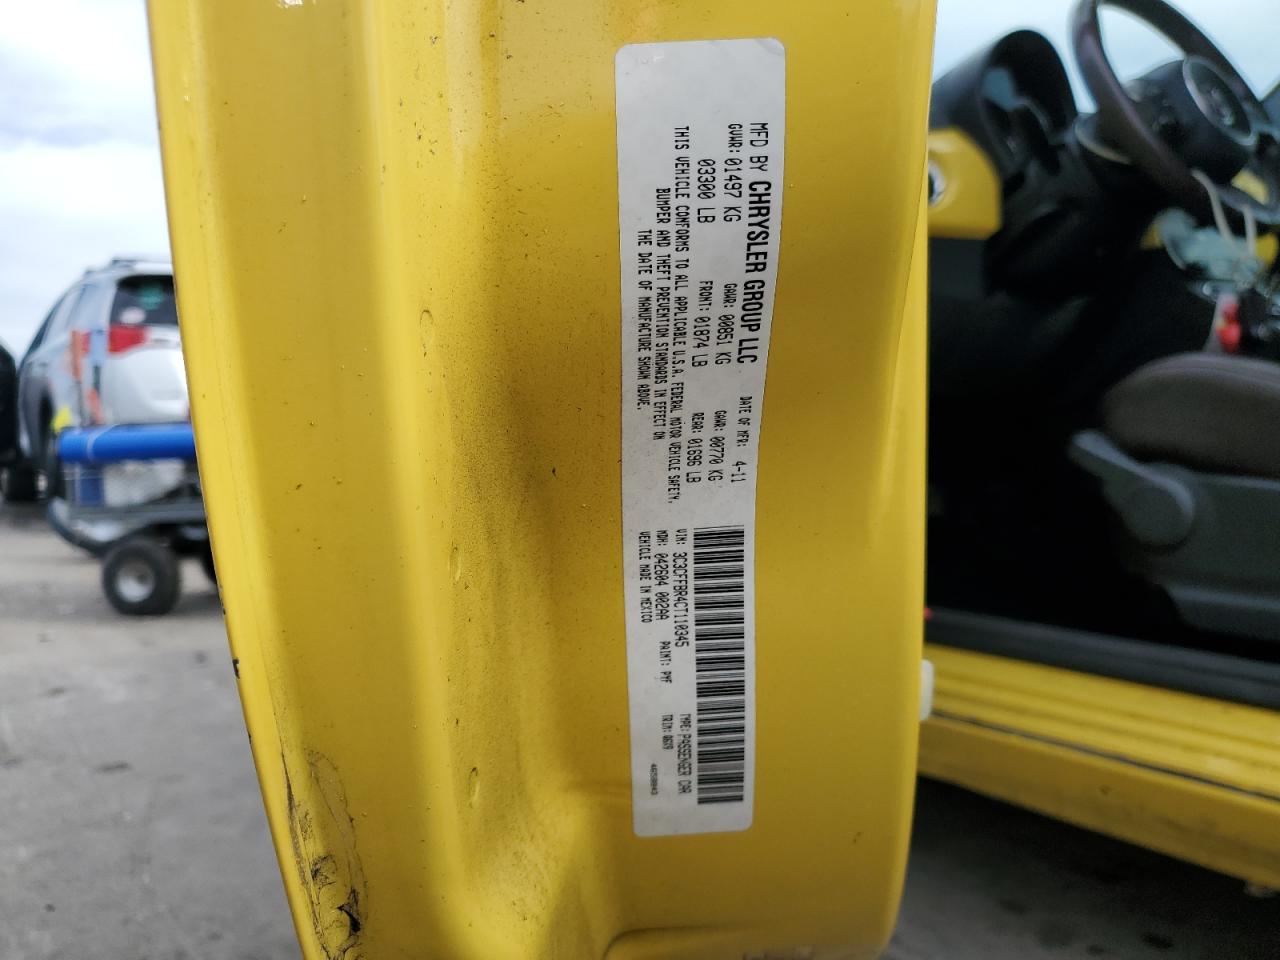 MFD BY CHRYSLER GROUP LLC
DATE OF MFR: 4-11
GVWR: 01497 KG
GAWR: 00851 KG
GAWR: 00770 KG
03300 LB
FRONT: 01874 LB
REAR: 01696 LB
THIS VEHICLE CONFORMS TO ALL APPLICABLE U.S.A. FEDERAL MOTOR VEHICLE SAFETY,
BUMPER AND THEFT PREVENTION STANDARDS IN EFFECT ON
THE DATE OF MANUFACTURE SHOWN ABOVE.
VIN: 3C3CFFBR4CT110345
TYPE: PASSENGER CAR
MDH: 042604 002AA
PAINT: PYF
TRIM:
VEHICLE MADE IN MEXICO